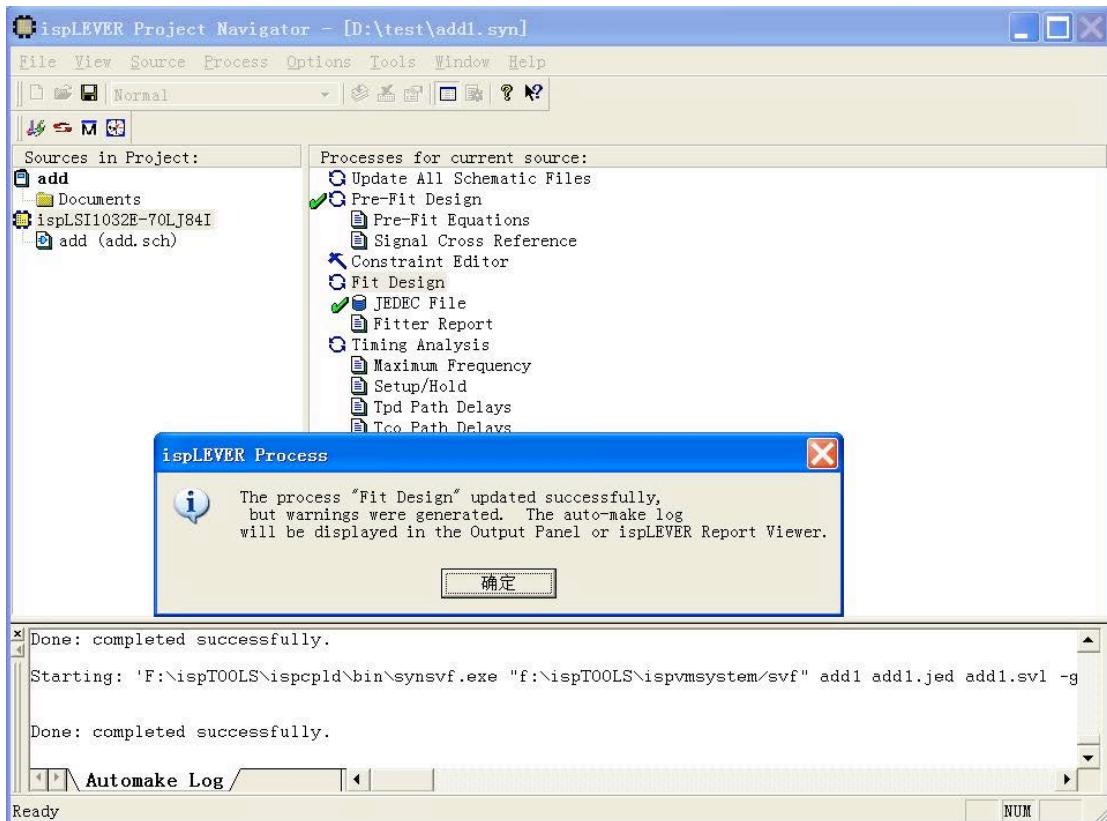 ispLEVER Project Navigator - [D:\test\add1.syn]
File View Source Process Options Tools Window Help
Normal
Sources in Project:
add
Documents
ispLSI1032E-70LJ84I
add (add.sch)
Processes for current source:
Update All Schematic Files
Pre-Fit Design
Pre-Fit Equations
Signal Cross Reference
Constraint Editor
Fit Design
JEDEC File
Fitter Report
Timing Analysis
Maximum Frequency
Setup/Hold
Tpd Path Delays
Tco Path Delays
ispLEVER Process
The process "Fit Design" updated successfully,
but warnings were generated. The auto-make log
will be displayed in the Output Panel or ispLEVER Report Viewer.
确定
Done: completed successfully.
Starting: 'F:\ispTOOLS\ispcpld\bin\synsvf.exe "f:\ispTOOLS\ispvmsystem/svf" add1 add1.jed add1.svl -g
Done: completed successfully.
Automake Log
Ready
NUM